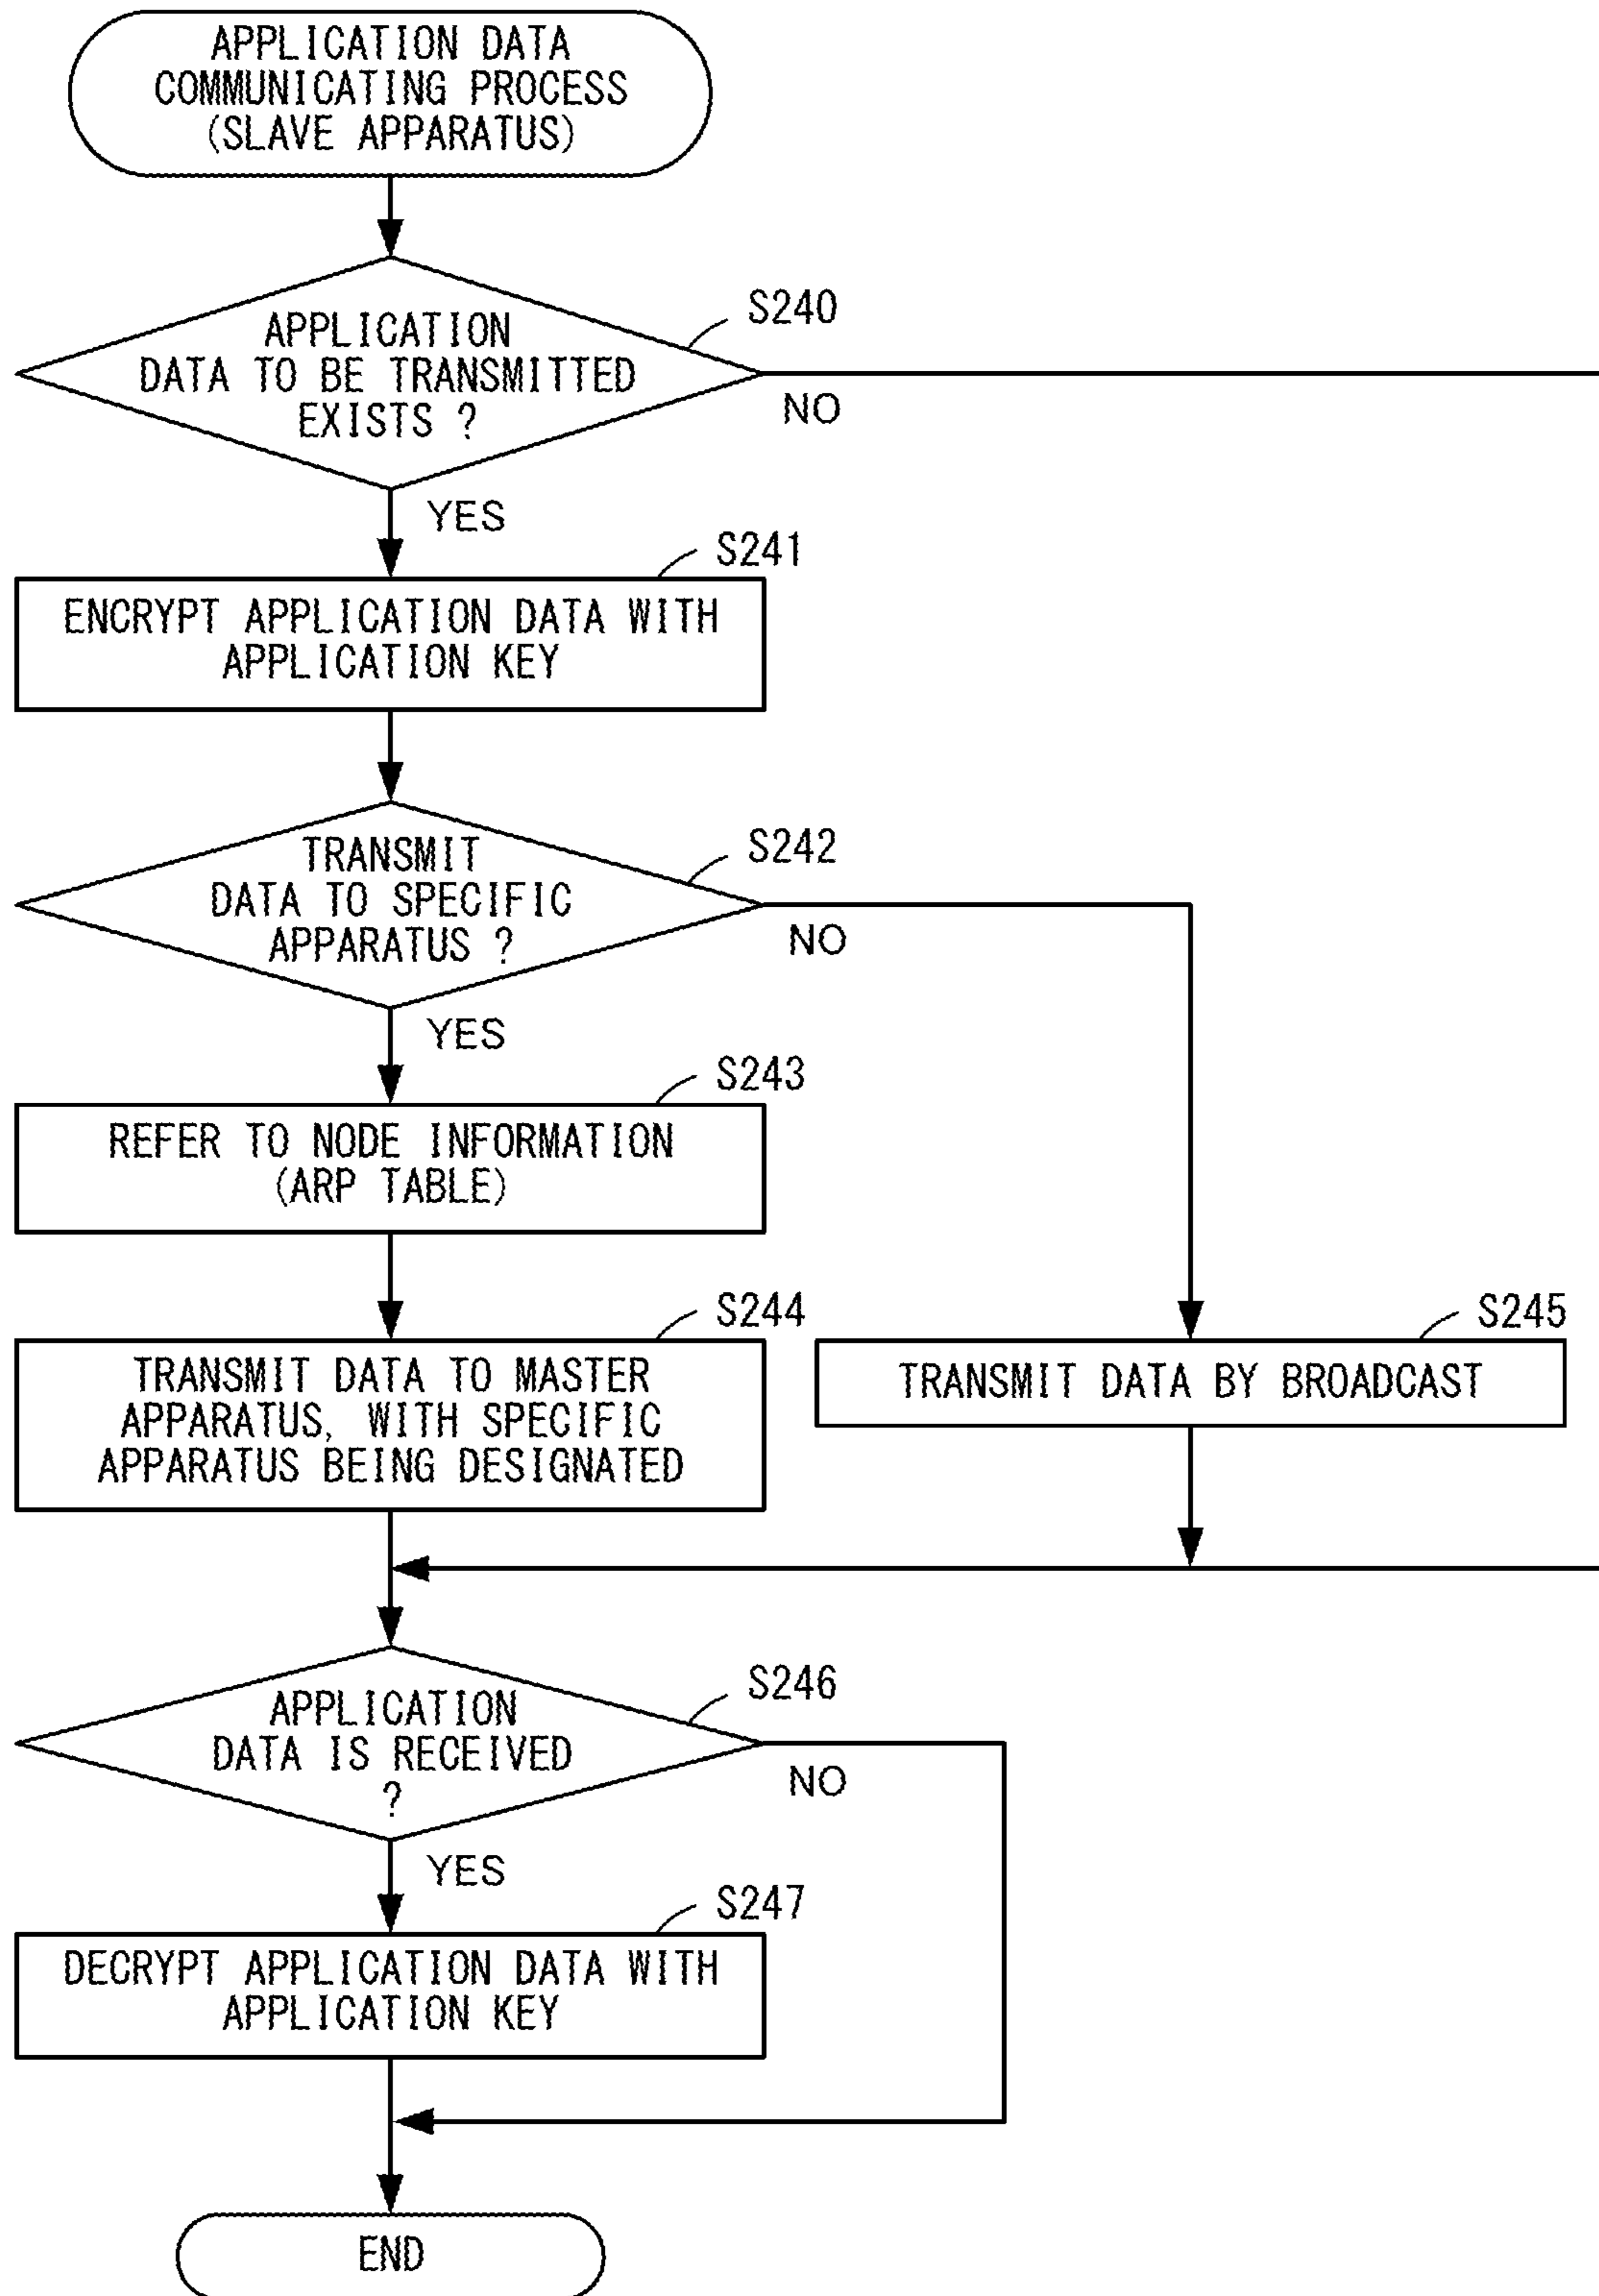 APPLICATION DATA
COMMUNICATING PROCESS
(SLAVE APPARATUS)
S240
APPLICATION
DATA TO BE TRANSMITTED
EXISTS ?
NO
YES
S241
ENCRYPT APPLICATION DATA WITH
APPLICATION KEY
S242
TRANSMIT
DATA TO SPECIFIC
APPARATUS ?
NO
YES
S243
REFER TO NODE INFORMATION
(ARP TABLE)
S244
TRANSMIT DATA TO MASTER
APPARATUS, WITH SPECIFIC
APPARATUS BEING DESIGNATED
S245
TRANSMIT DATA BY BROADCAST
S246
APPLICATION
DATA IS RECEIVED
?
NO
YES
S247
DECRYPT APPLICATION DATA WITH
APPLICATION KEY
END